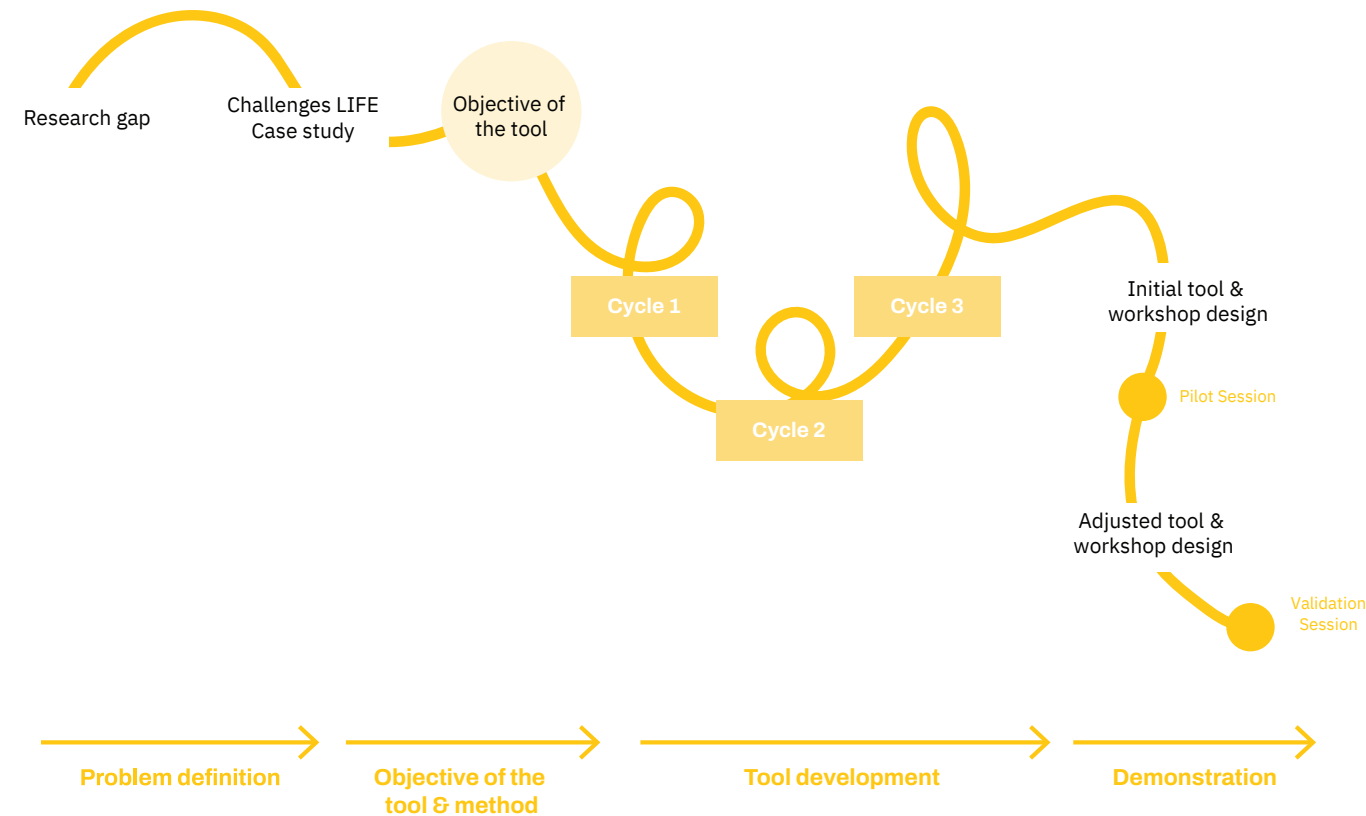 Research gap
Challenges LIFE
Case study
Objective of
the tool
Cycle 1
Cycle 2
Cycle 3
Initial tool &
workshop design
Pilot Session
Adjusted tool &
workshop design
Validation
Session
Problem definition
Objective of the
tool & method
Tool development
Demonstration